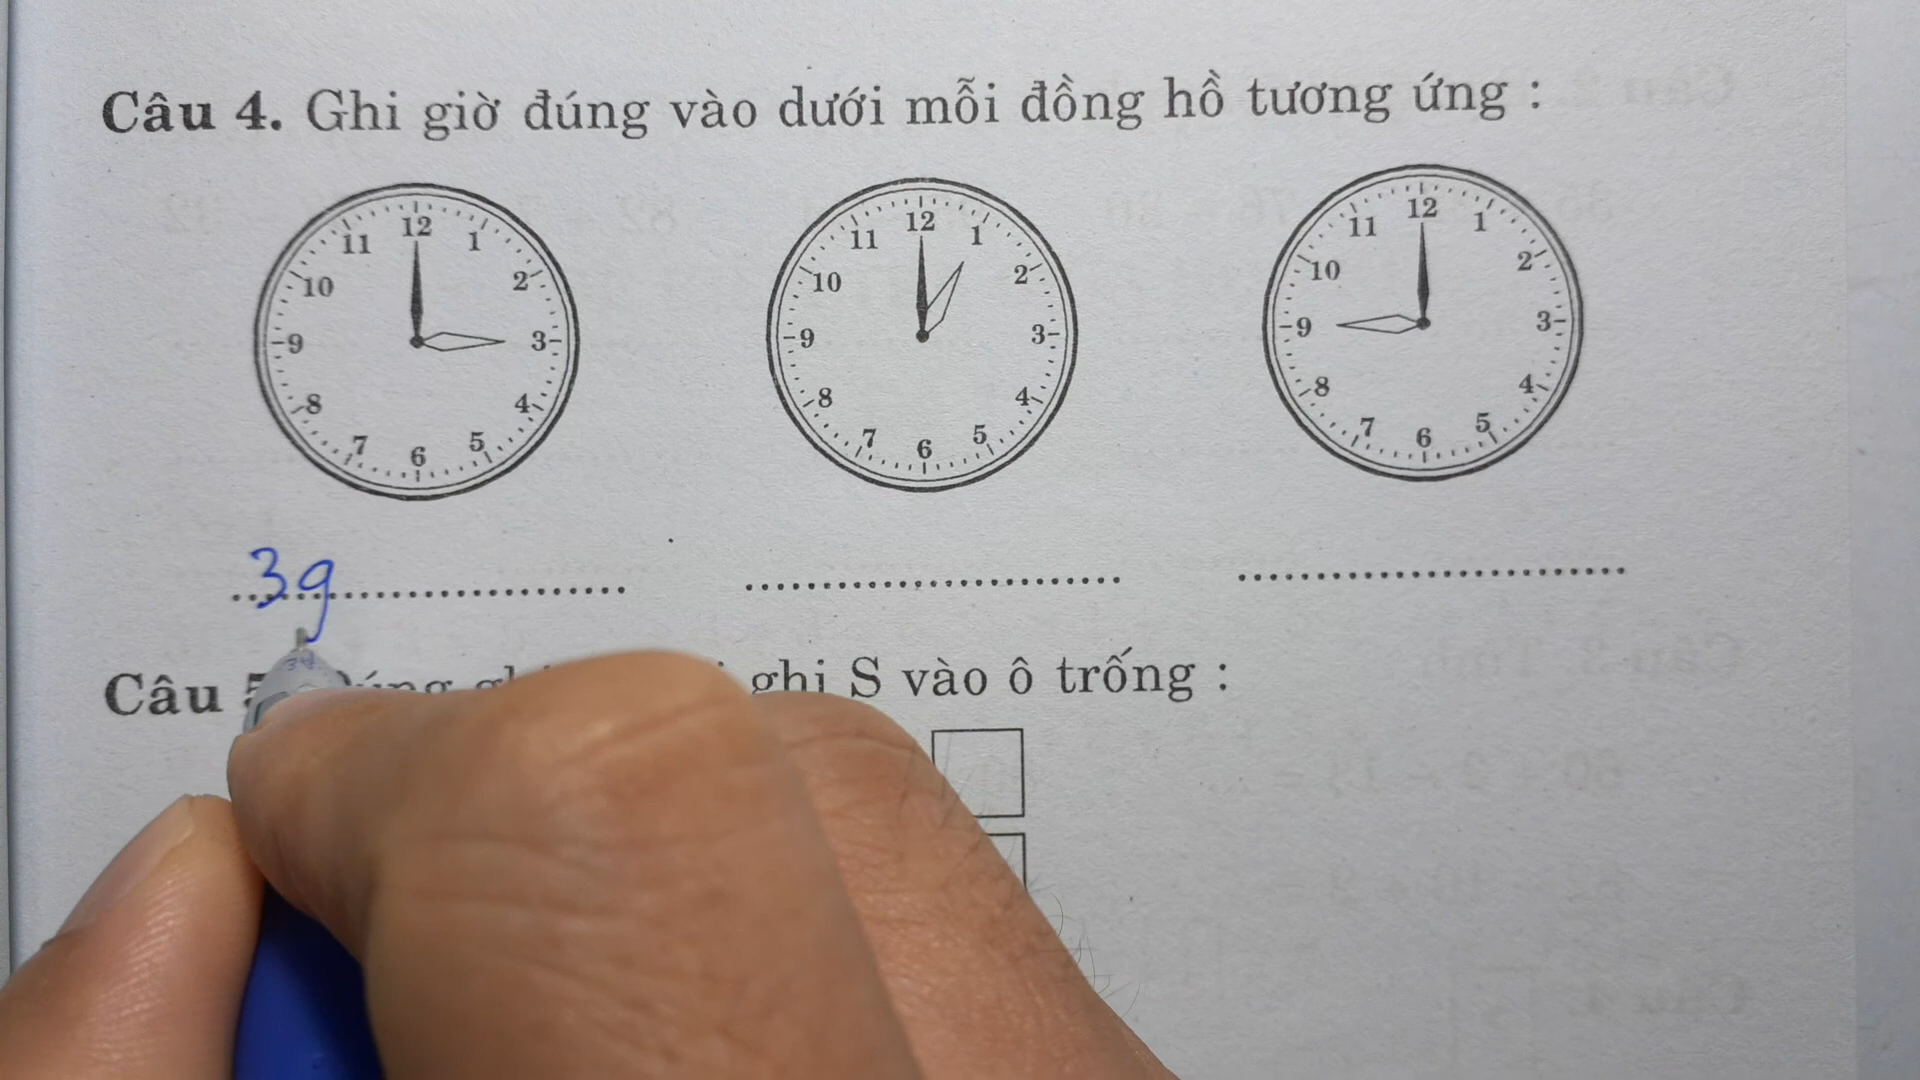 Câu 4. Ghi giờ đúng vào dưới mỗi đồng hồ tương ứng :
12 1 2 3 4 5 6 7 8 9 10 11
12 1 2 3 4 5 6 7 8 9 10 11
12 1 2 3 4 5 6 7 8 9 10 11
3g
Câu ghi S vào ô trống :